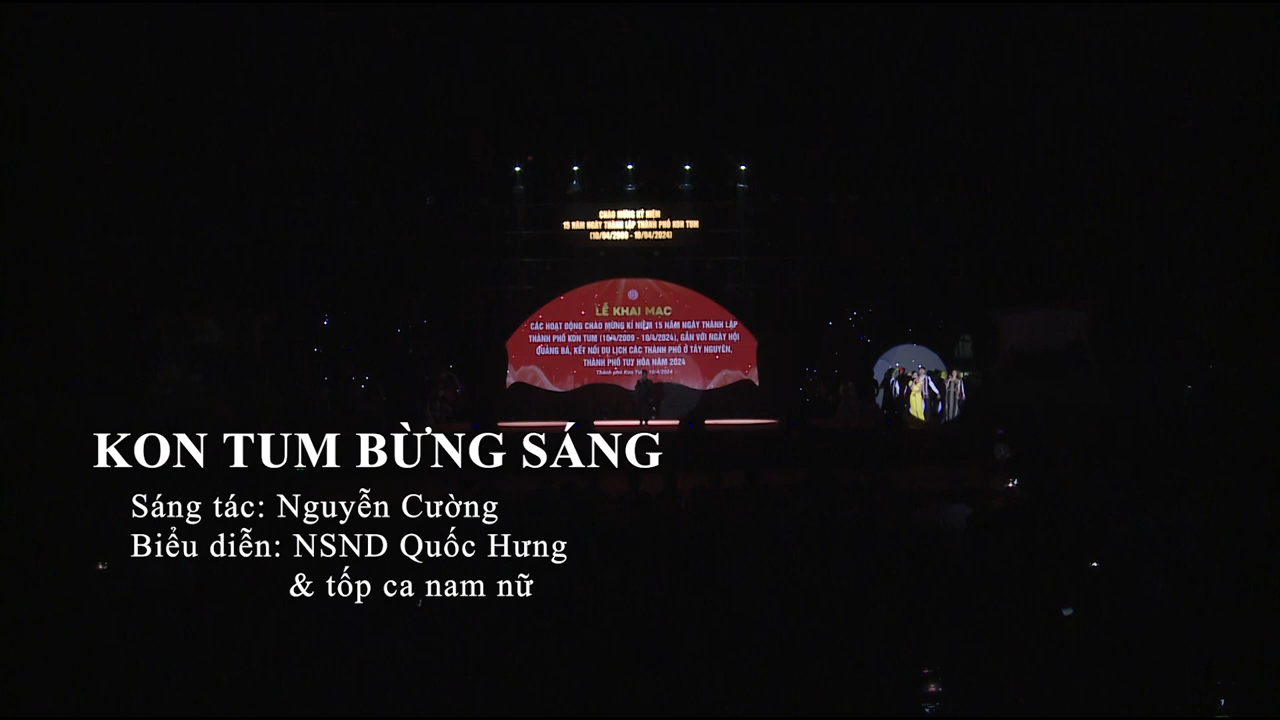 CHÀO MỪNG KỶ NIỆM
15 NĂM NGÀY THÀNH LẬP THÀNH PHỐ KON TUM
(10/04/2009 - 10/04/2024)
LỄ KHAI MẠC
CÁC HOẠT ĐỘNG CHÀO MỪNG KỈ NIỆM 15 NĂM NGÀY THÀNH LẬP
THÀNH PHỐ KON TUM (10/4/2009 - 10/4/2024), GẮN VỚI NGÀY HỘI
QUẢNG BÁ, KẾT NỐI DU LỊCH CÁC THÀNH PHỐ Ở TÂY NGUYÊN,
THÀNH PHỐ TUY HÒA NĂM 2024
Thành phố Kon Tum,
KON TUM BỪNG SÁNG
Sáng tác: Nguyễn Cường
Biểu diễn: NSND Quốc Hưng
& tốp ca nam nữ